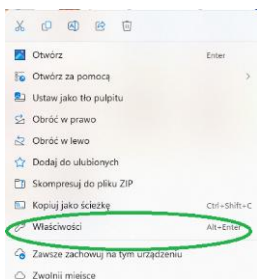 Otwórz Enter
Otwórz za pomocą
Ustaw jako tło pulpitu
Obróć w prawo
Obróć w lewo
Dodaj do ulubionych
Skompresuj do pliku ZIP
Kopiuj jako ścieżkę Ctrl+Shift+C
Właściwości Alt+Enter
Zawsze zachowuj na tym urządzeniu
Zwolnij miejsce